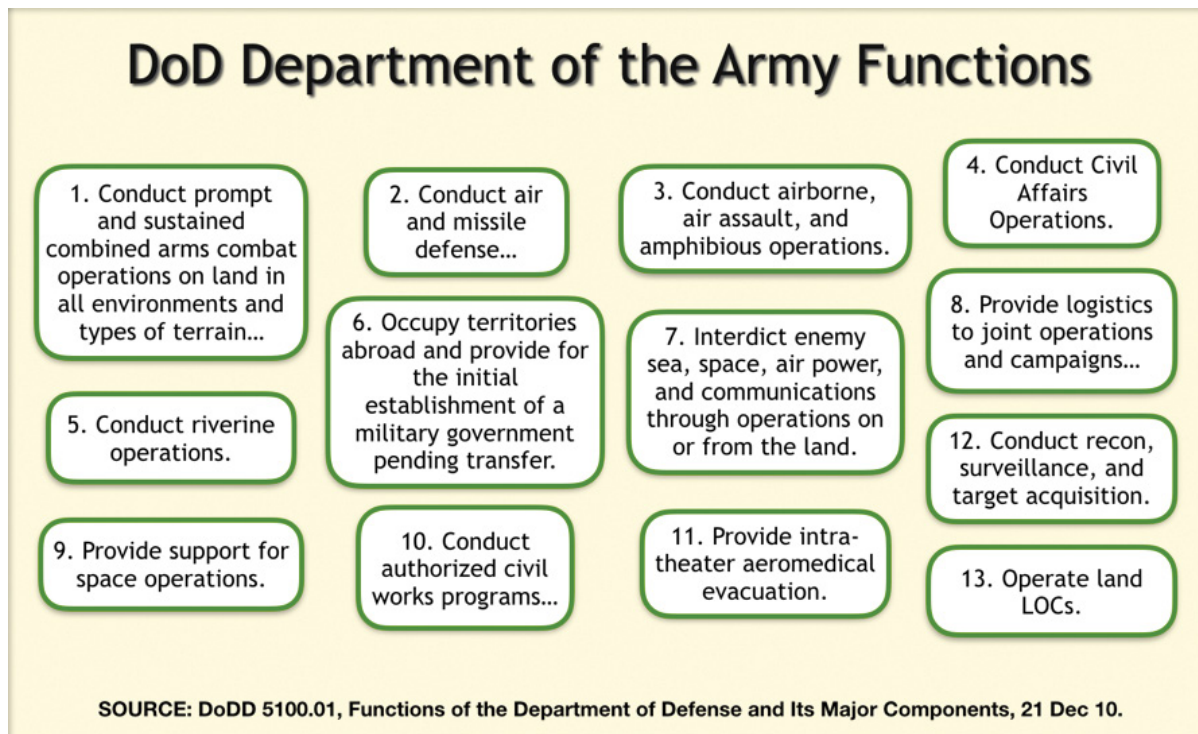 DoD Department of the Army Functions
1. Conduct prompt
and sustained
combined arms combat
operations on land in
all environments and
types of terrain…
2. Conduct air
and missile
defense…
3. Conduct airborne,
air assault, and
amphibious operations.
4. Conduct Civil
Affairs
Operations.
5. Conduct riverine
operations.
6. Occupy territories
abroad and provide for
the initial
establishment of a
military government
pending transfer.
7. Interdict enemy
sea, space, air power,
and communications
through operations on
or from the land.
8. Provide logistics
to joint operations
and campaigns…
9. Provide support for
space operations.
10. Conduct
authorized civil
works programs…
11. Provide intra-
theater aeromedical
evacuation.
12. Conduct recon,
surveillance, and
target acquisition.
13. Operate land
LOCs.
SOURCE: DoDD 5100.01, Functions of the Department of Defense and Its Major Components, 21 Dec 10.